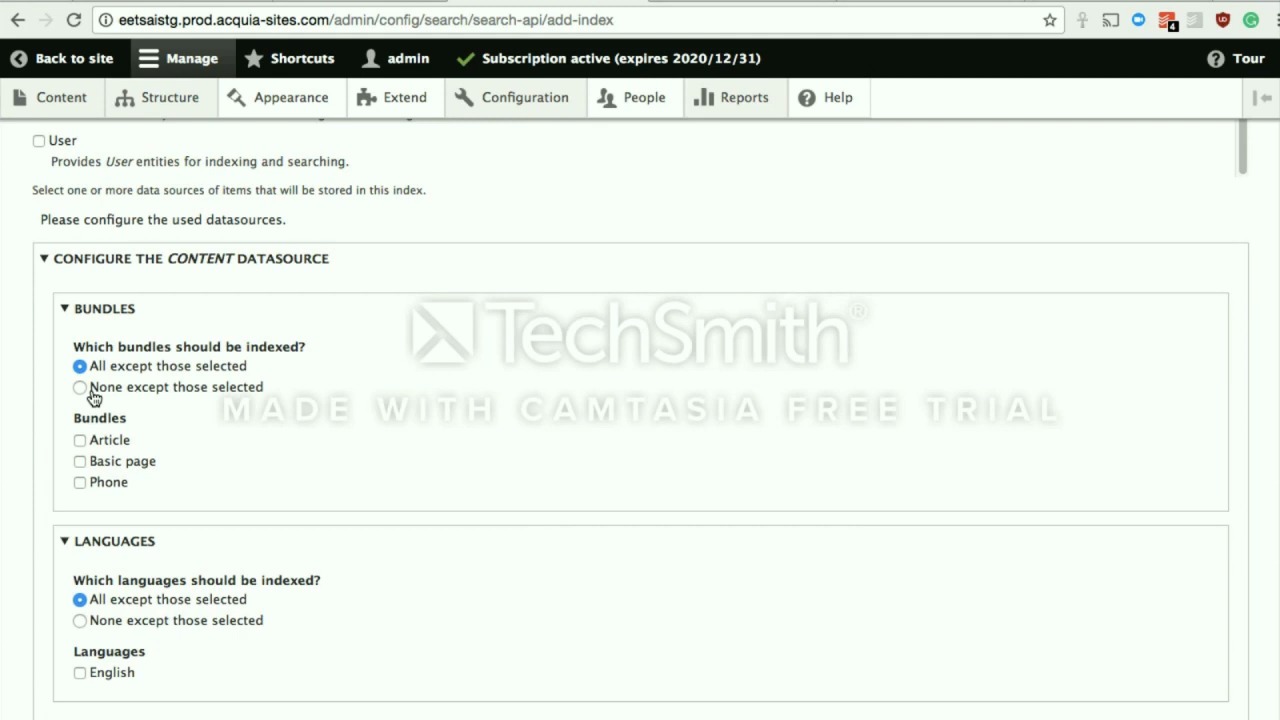 eetsaistg.prod.acquia-sites.com/admin/config/search/search-api/add-index
4
Back to site Manage Shortcuts admin Subscription active (expires 2020/12/31) Tour
Content Structure Appearance Extend Configuration People Reports Help
User
Provides User entities for indexing and searching.
Select one or more data sources of items that will be stored in this index.
Please configure the used datasources.
CONFIGURE THE CONTENT DATASOURCE
BUNDLES
TechSmith®
Which bundles should be indexed?
All except those selected
None except those selected
MADE WITH CAMTASIA FREE TRIAL
Bundles
Article
Basic page
Phone
LANGUAGES
Which languages should be indexed?
All except those selected
None except those selected
Languages
English